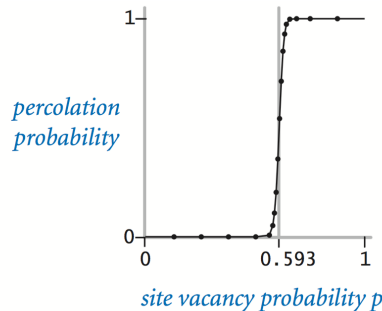 1
percolation
probability
0
0 0.593 1
site vacancy probability p